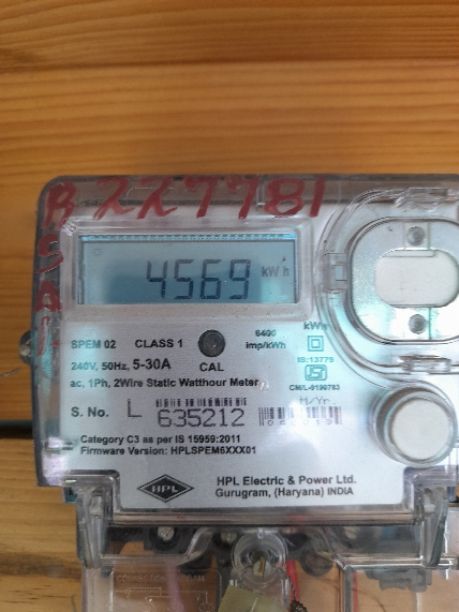 227781
4569 kWh
SPEM 02 CLASS 1 6400 imp/kWh kWh
240V, 50Hz, 5-30A CAL IS:13779
ac, 1Ph, 2Wire Static Watthour Meter CM/L-9190783
S. No. L 635212 M/Yr.
Category C3 as per IS 15959:2011
Firmware Version: HPLSPEM6XXX01
HPL HPL Electric & Power Ltd.
Gurugram, (Haryana) INDIA